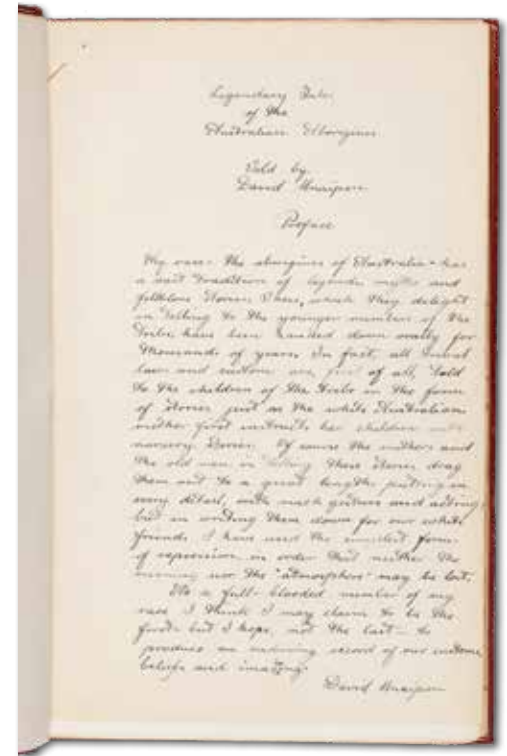 Legendary Tales
of the
Australian Aborigines
Told by
David Unaipon
Preface
My race - the aborigines of Australia - has
a vast tradition of legends myths and
folklore stories. These, which they delight
in telling to the younger members of the
tribe have been handed down orally for
thousands of years. In fact, all tribal
laws and customs are, first of all, told
to the children of the tribe in the form
of stories just as the white Australian
mother first instructs her children with
nursery stories. Of course the mothers and
the old men in telling these stories drag
them out to a great length, putting in
every detail, with much gesture and acting,
but in writing them down for our white
friends I have used the simplest forms
of expression in order that neither the
meaning nor the "atmosphere" may be lost.
As a full-blooded member of my
race I think I may claim to be the
first - but I hope, not the last - to
produce an enduring record of our customs,
beliefs and imaginings.
David Unaipon